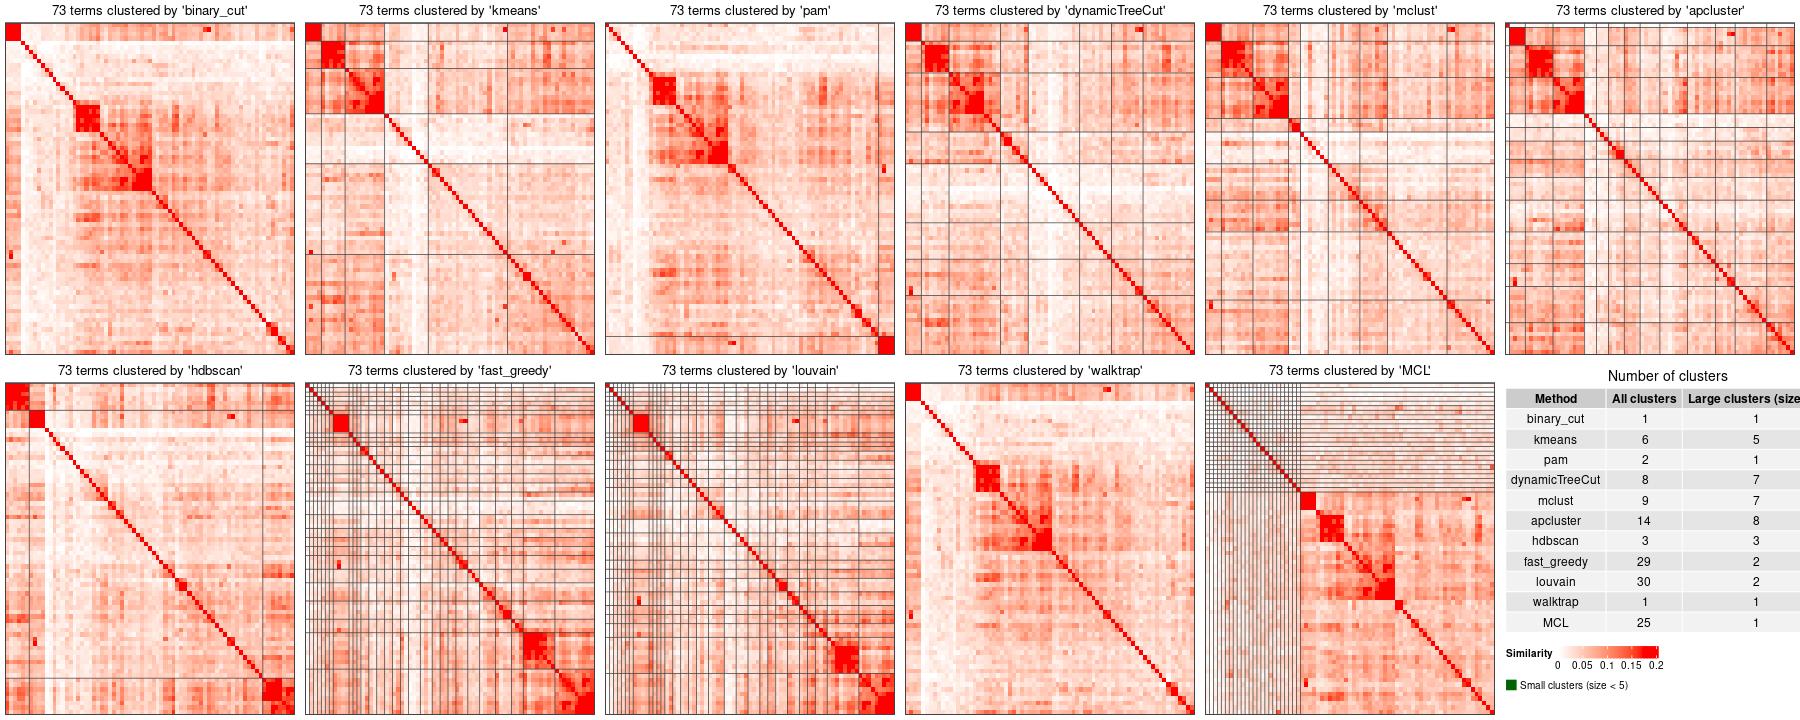 73 terms clustered by 'binary_cut'
73 terms clustered by 'kmeans'
73 terms clustered by 'pam'
73 terms clustered by 'dynamicTreeCut'
73 terms clustered by 'mclust'
73 terms clustered by 'apcluster'
73 terms clustered by 'hdbscan'
73 terms clustered by 'fast_greedy'
73 terms clustered by 'louvain'
73 terms clustered by 'walktrap'
73 terms clustered by 'MCL'
Number of clusters
Method All clusters Large clusters (size
binary_cut 1 1
kmeans 6 5
pam 2 1
dynamicTreeCut 8 7
mclust 9 7
apcluster 14 8
hdbscan 3 3
fast_greedy 29 2
louvain 30 2
walktrap 1 1
MCL 25 1
Similarity
0 0.05 0.1 0.15 0.2
Small clusters (size < 5)